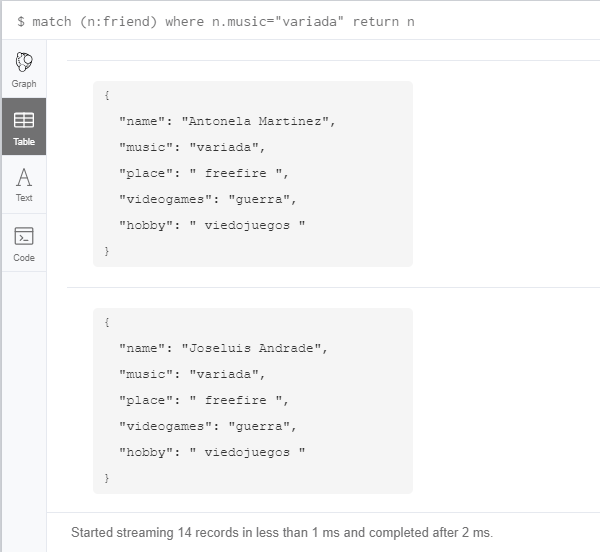 $ match (n:friend) where n.music="variada" return n
Graph
Table
Text
Code
{
"name": "Antonela Martinez",
"music": "variada",
"place": " freefire ",
"videogames": "guerra",
"hobby": " viedojuegos "
}
{
"name": "Joseluis Andrade",
"music": "variada",
"place": " freefire ",
"videogames": "guerra",
"hobby": " viedojuegos "
}
Started streaming 14 records in less than 1 ms and completed after 2 ms.